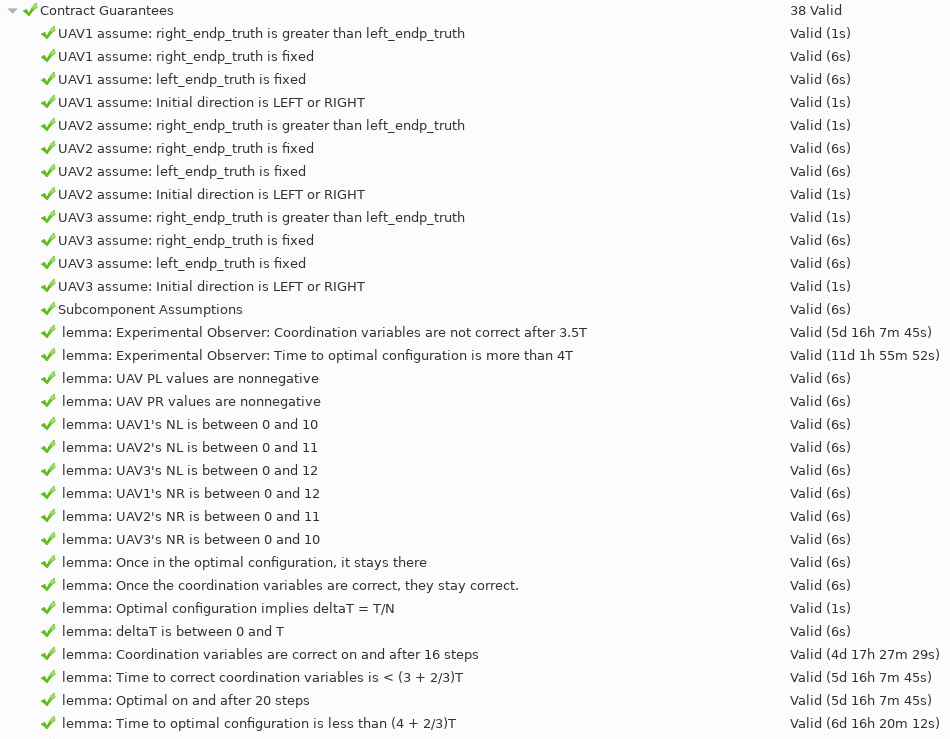 Contract Guarantees 38 Valid
UAV1 assume: right_endp_truth is greater than left_endp_truth Valid (1s)
UAV1 assume: right_endp_truth is fixed Valid (6s)
UAV1 assume: left_endp_truth is fixed Valid (6s)
UAV1 assume: Initial direction is LEFT or RIGHT Valid (1s)
UAV2 assume: right_endp_truth is greater than left_endp_truth Valid (1s)
UAV2 assume: right_endp_truth is fixed Valid (6s)
UAV2 assume: left_endp_truth is fixed Valid (6s)
UAV2 assume: Initial direction is LEFT or RIGHT Valid (1s)
UAV3 assume: right_endp_truth is greater than left_endp_truth Valid (1s)
UAV3 assume: right_endp_truth is fixed Valid (6s)
UAV3 assume: left_endp_truth is fixed Valid (6s)
UAV3 assume: Initial direction is LEFT or RIGHT Valid (1s)
Subcomponent Assumptions Valid (6s)
lemma: Experimental Observer: Coordination variables are not correct after 3.5T Valid (5d 16h 7m 45s)
lemma: Experimental Observer: Time to optimal configuration is more than 4T Valid (11d 1h 55m 52s)
lemma: UAV PL values are nonnegative Valid (6s)
lemma: UAV PR values are nonnegative Valid (6s)
lemma: UAV1's NL is between 0 and 10 Valid (6s)
lemma: UAV2's NL is between 0 and 11 Valid (6s)
lemma: UAV3's NL is between 0 and 12 Valid (6s)
lemma: UAV1's NR is between 0 and 12 Valid (6s)
lemma: UAV2's NR is between 0 and 11 Valid (6s)
lemma: UAV3's NR is between 0 and 10 Valid (6s)
lemma: Once in the optimal configuration, it stays there Valid (6s)
lemma: Once the coordination variables are correct, they stay correct. Valid (6s)
lemma: Optimal configuration implies deltaT = T/N Valid (1s)
lemma: deltaT is between 0 and T Valid (6s)
lemma: Coordination variables are correct on and after 16 steps Valid (4d 17h 27m 29s)
lemma: Time to correct coordination variables is < (3 + 2/3)T Valid (5d 16h 7m 45s)
lemma: Optimal on and after 20 steps Valid (5d 16h 7m 45s)
lemma: Time to optimal configuration is less than (4 + 2/3)T Valid (6d 16h 20m 12s)